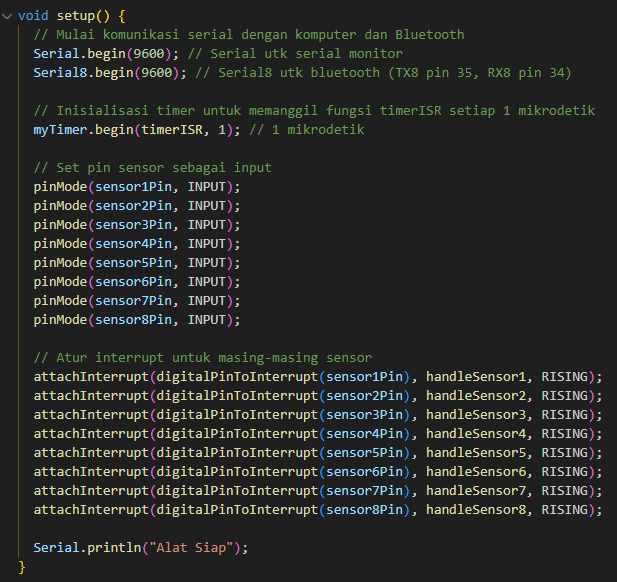 void setup() {
  // Mulai komunikasi serial dengan komputer dan Bluetooth
  Serial.begin(9600); // Serial utk serial monitor
  Serial8.begin(9600); // Serial8 utk bluetooth (TX8 pin 35, RX8 pin 34)

  // Inisialisasi timer untuk memanggil fungsi timerISR setiap 1 mikrodetik
  myTimer.begin(timerISR, 1); // 1 mikrodetik

  // Set pin sensor sebagai input
  pinMode(sensor1Pin, INPUT);
  pinMode(sensor2Pin, INPUT);
  pinMode(sensor3Pin, INPUT);
  pinMode(sensor4Pin, INPUT);
  pinMode(sensor5Pin, INPUT);
  pinMode(sensor6Pin, INPUT);
  pinMode(sensor7Pin, INPUT);
  pinMode(sensor8Pin, INPUT);

  // Atur interrupt untuk masing-masing sensor
  attachInterrupt(digitalPinToInterrupt(sensor1Pin), handleSensor1, RISING);
  attachInterrupt(digitalPinToInterrupt(sensor2Pin), handleSensor2, RISING);
  attachInterrupt(digitalPinToInterrupt(sensor3Pin), handleSensor3, RISING);
  attachInterrupt(digitalPinToInterrupt(sensor4Pin), handleSensor4, RISING);
  attachInterrupt(digitalPinToInterrupt(sensor5Pin), handleSensor5, RISING);
  attachInterrupt(digitalPinToInterrupt(sensor6Pin), handleSensor6, RISING);
  attachInterrupt(digitalPinToInterrupt(sensor7Pin), handleSensor7, RISING);
  attachInterrupt(digitalPinToInterrupt(sensor8Pin), handleSensor8, RISING);

  Serial.println("Alat Siap");
}